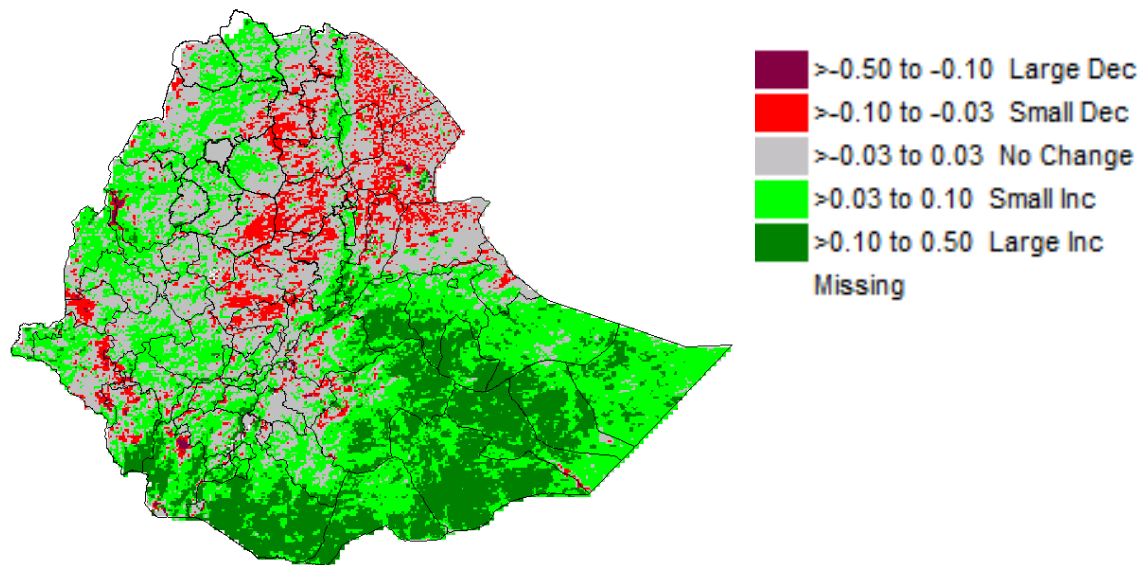 >-0.50 to -0.10 Large Dec
>-0.10 to -0.03 Small Dec
>-0.03 to 0.03 No Change
>0.03 to 0.10 Small Inc
>0.10 to 0.50 Large Inc
Missing